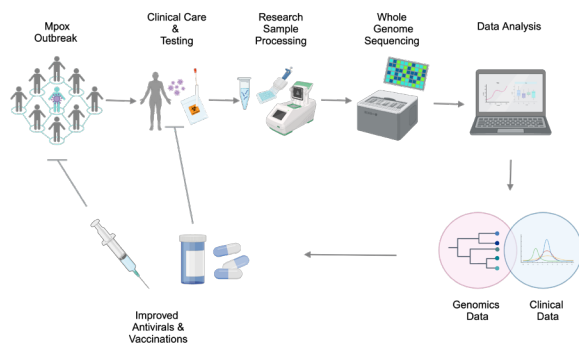 Mpox
Outbreak
Clinical Care
&
Testing
Research
Sample
Processing
Whole
Genome
Sequencing
Data Analysis
Genomics
Data
Clinical
Data
Improved
Antivirals &
Vaccinations